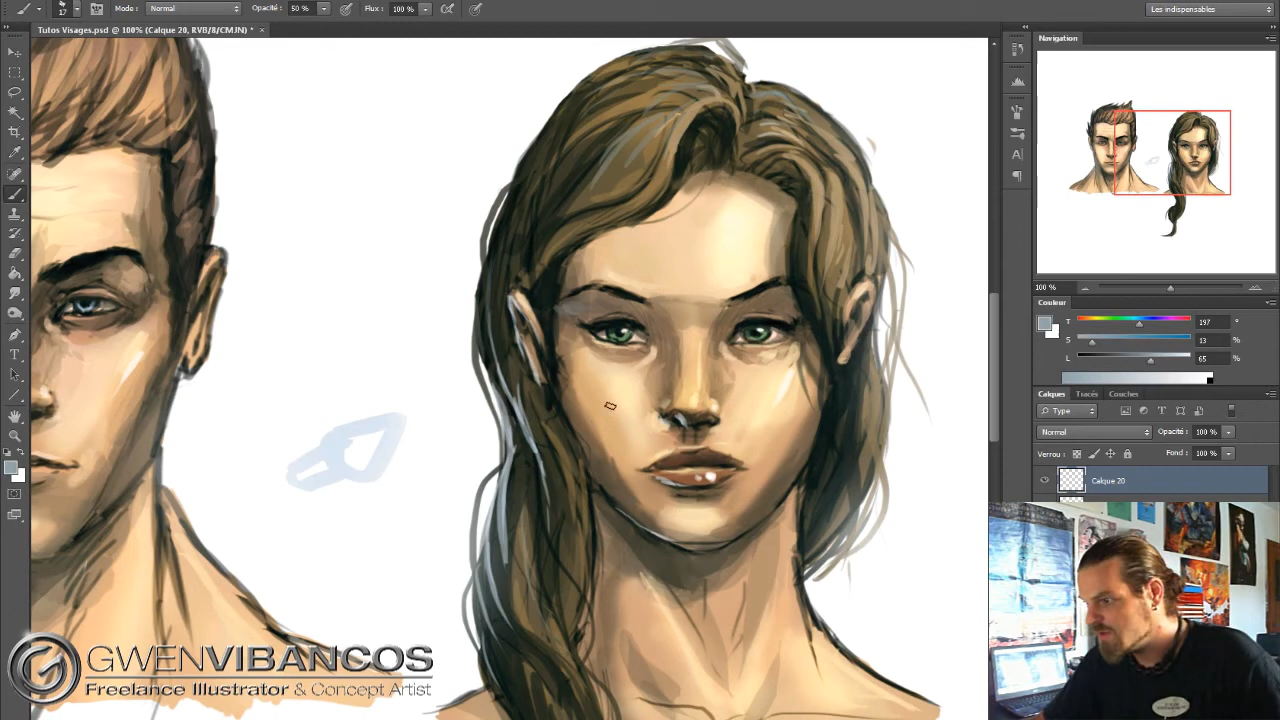 17
Mode : Normal
Opacité : 50 %
Flux : 100 %
Les indispensables
Tutos Visages.psd @ 100% (Calque 20, RVB/8/CMJN) *
Navigation
100 %
Couleur
T 197 °
S 13 %
L 65 %
Calques Tracés Couches
Type
Normal
Opacité : 100 %
Verrou :
Fond : 100 %
Calque 20
GWENVIBANCOS
Freelance Illustrator & Concept Artist